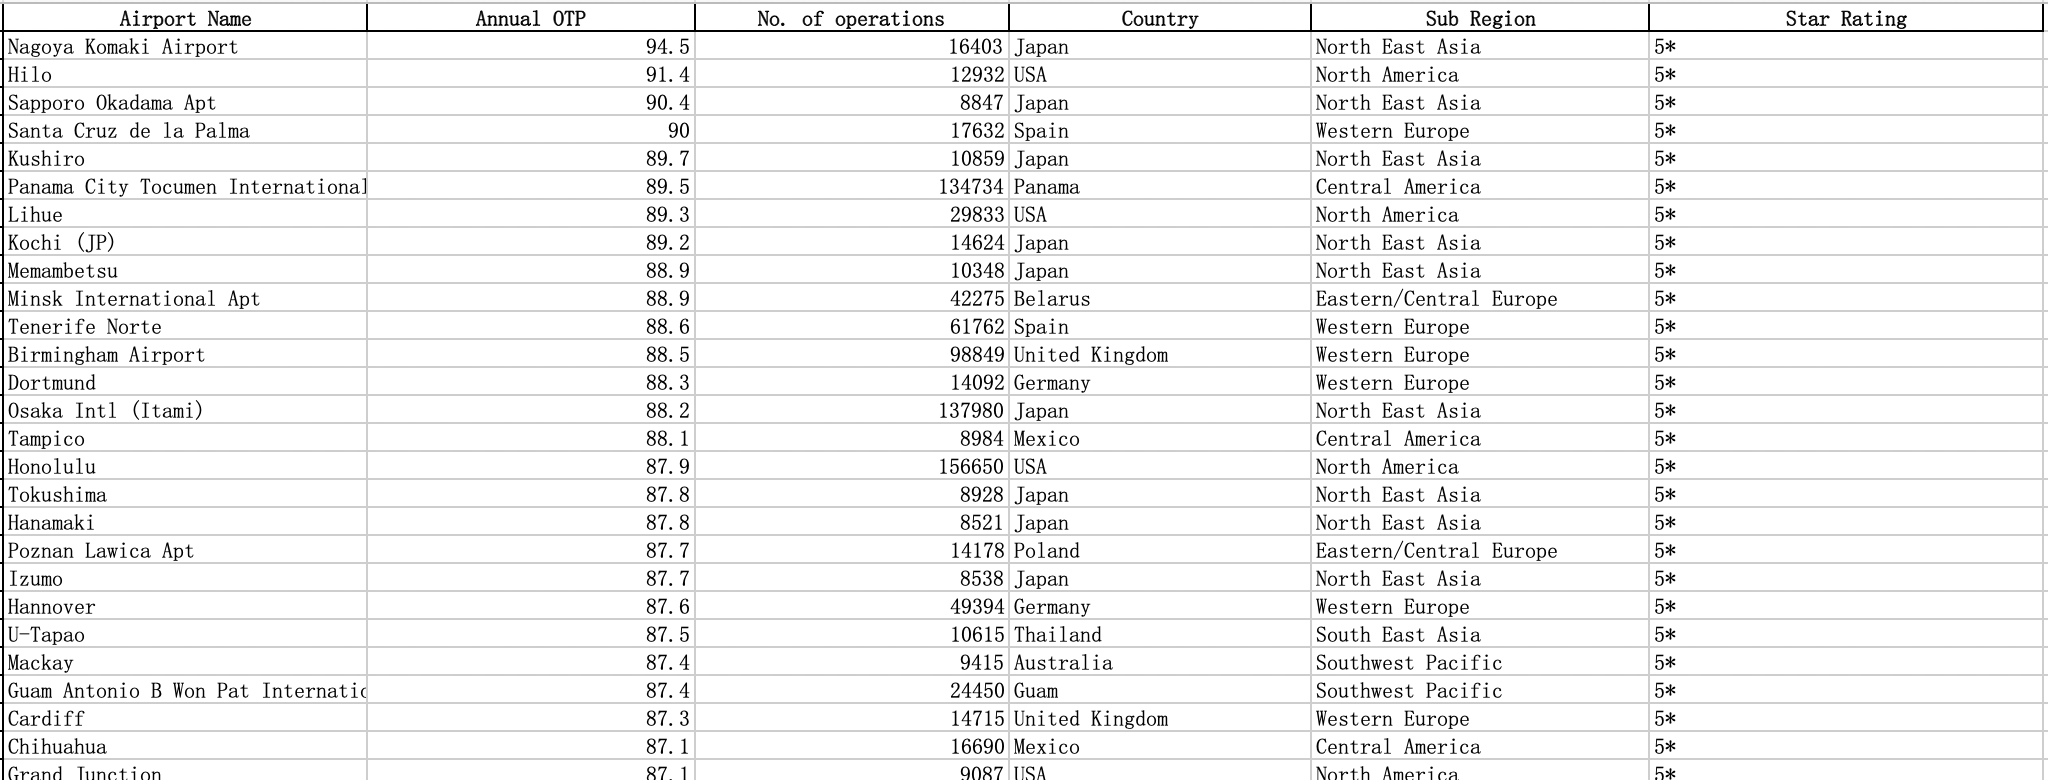 Airport Name Annual OTP No. of operations Country Sub Region Star Rating
Nagoya Komaki Airport 94.5 16403 Japan North East Asia 5*
Hilo 91.4 12932 USA North America 5*
Sapporo Okadama Apt 90.4 8847 Japan North East Asia 5*
Santa Cruz de la Palma 90 17632 Spain Western Europe 5*
Kushiro 89.7 10859 Japan North East Asia 5*
Panama City Tocumen International 89.5 134734 Panama Central America 5*
Lihue 89.3 29833 USA North America 5*
Kochi (JP) 89.2 14624 Japan North East Asia 5*
Memambetsu 88.9 10348 Japan North East Asia 5*
Minsk International Apt 88.9 42275 Belarus Eastern/Central Europe 5*
Tenerife Norte 88.6 61762 Spain Western Europe 5*
Birmingham Airport 88.5 98849 United Kingdom Western Europe 5*
Dortmund 88.3 14092 Germany Western Europe 5*
Osaka Intl (Itami) 88.2 137980 Japan North East Asia 5*
Tampico 88.1 8984 Mexico Central America 5*
Honolulu 87.9 156650 USA North America 5*
Tokushima 87.8 8928 Japan North East Asia 5*
Hanamaki 87.8 8521 Japan North East Asia 5*
Poznan Lawica Apt 87.7 14178 Poland Eastern/Central Europe 5*
Izumo 87.7 8538 Japan North East Asia 5*
Hannover 87.6 49394 Germany Western Europe 5*
U-Tapao 87.5 10615 Thailand South East Asia 5*
Mackay 87.4 9415 Australia Southwest Pacific 5*
Guam Antonio B Won Pat Internatio 87.4 24450 Guam Southwest Pacific 5*
Cardiff 87.3 14715 United Kingdom Western Europe 5*
Chihuahua 87.1 16690 Mexico Central America 5*
Grand Junction 87.1 9087 USA North America 5*